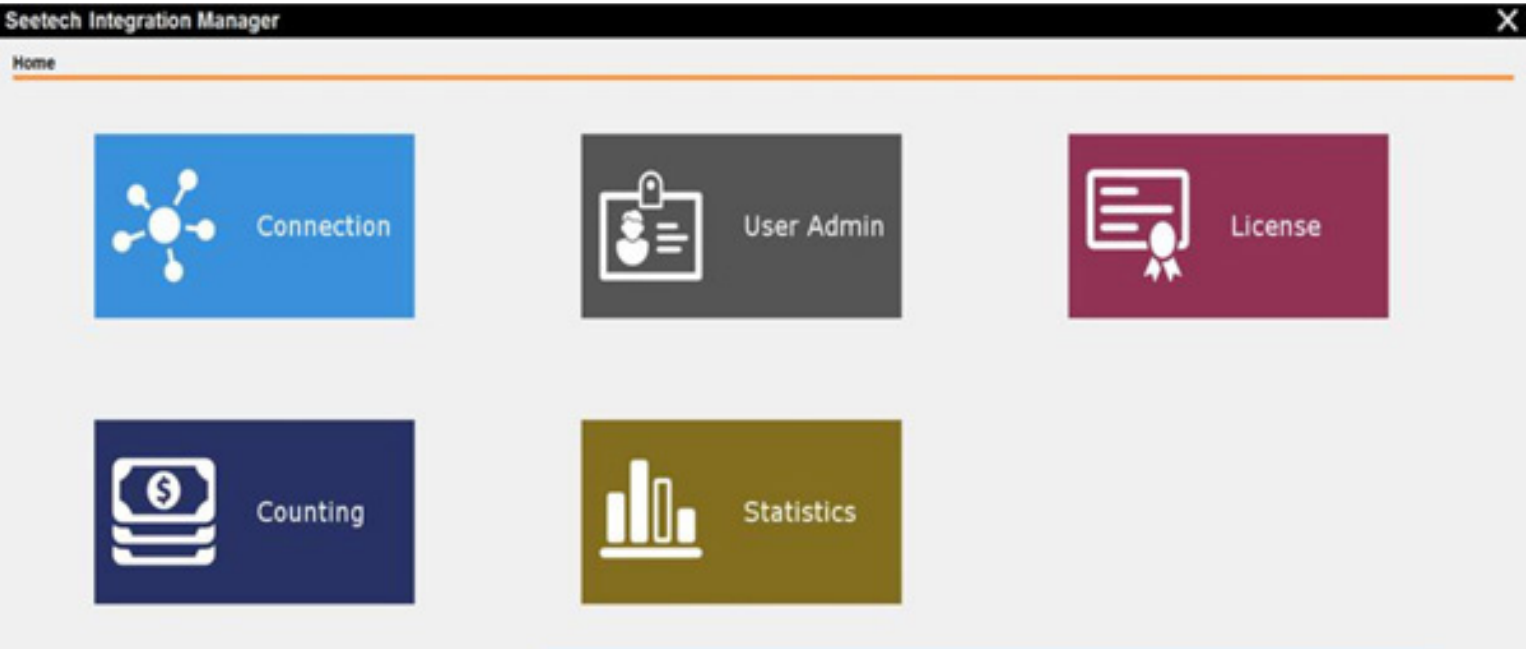 Seetech Integration Manager
Home
Connection
User Admin
License
Counting
Statistics